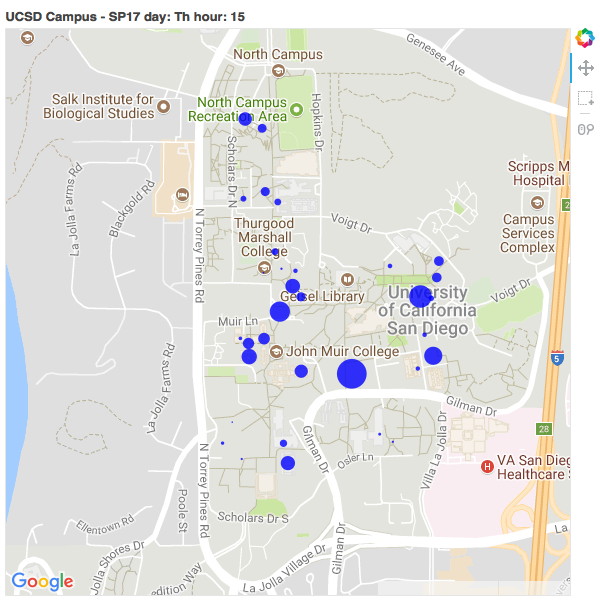 UCSD Campus - SP17 day: Th hour: 15
Genesee Ave
North Campus
Salk Institute for
Biological Studies
North Campus
Recreation Area
Hopkins Dr
Scholars Dr N
La Jolla Farms Rd
Blackgold Rd
Scripps M
Hospital
N Torrey Pines Rd
Voigt Dr
Campus
Services
Complex
2
Thurgood
Marshall
College
Geisel Library
University
of California
San Diego
Voigt Dr
Muir Ln
John Muir College
5
La Jolla Farms Rd
Gilman Dr
28
N Torrey Pines Rd
Gilman Dr
Osler Ln
Villa La Jolla Dr
H
VA San Dieg
Healthcare S
Poole St
Ellentown Rd
Scholars Dr S
Gilman Dr
La
La Jolla Shores Dr
Google
edition Way
La Jolla Village Dr